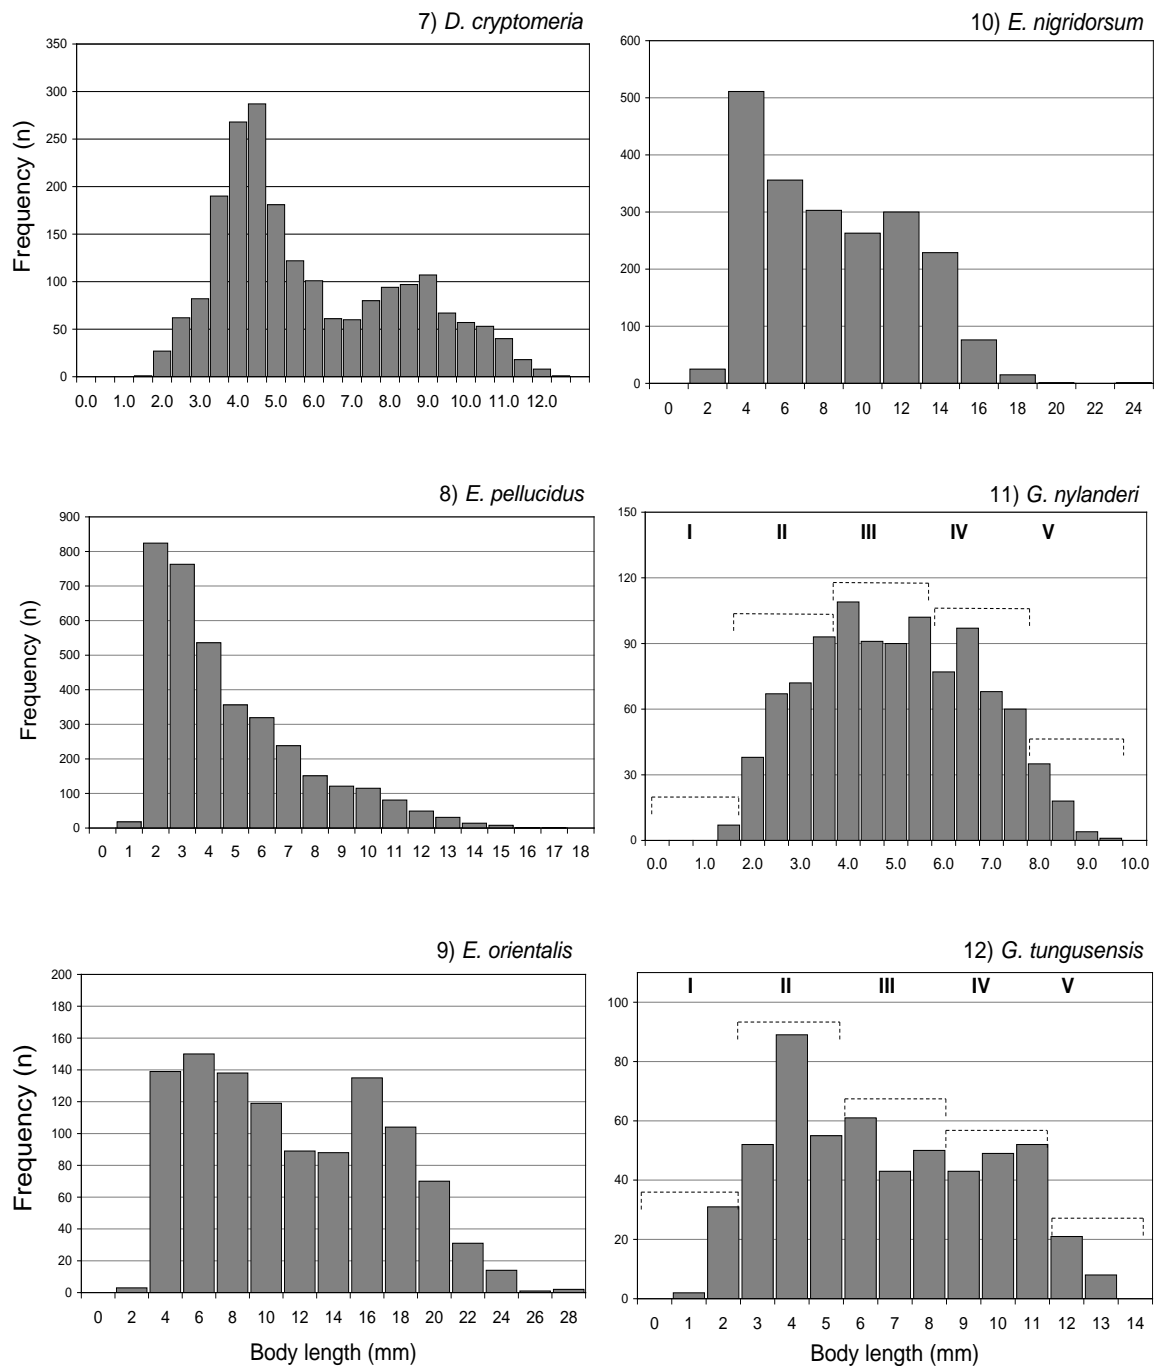 7) D. cryptomeria
350
300
250
200
150
100
50
0
Frequency (n)
0.0 1.0 2.0 3.0 4.0 5.0 6.0 7.0 8.0 9.0 10.0 11.0 12.0
10) E. nigridorsum
600
500
400
300
200
100
0
0 2 4 6 8 10 12 14 16 18 20 22 24
8) E. pellucidus
900
800
700
600
500
400
300
200
100
0
Frequency (n)
0 1 2 3 4 5 6 7 8 9 10 11 12 13 14 15 16 17 18
11) G. nylanderi
I II III IV V
150
120
90
60
30
0
0.0 1.0 2.0 3.0 4.0 5.0 6.0 7.0 8.0 9.0 10.0
9) E. orientalis
200
180
160
140
120
100
80
60
40
20
0
Frequency (n)
0 2 4 6 8 10 12 14 16 18 20 22 24 26 28
Body length (mm)
12) G. tungusensis
I II III IV V
100
80
60
40
20
0
0 1 2 3 4 5 6 7 8 9 10 11 12 13 14
Body length (mm)